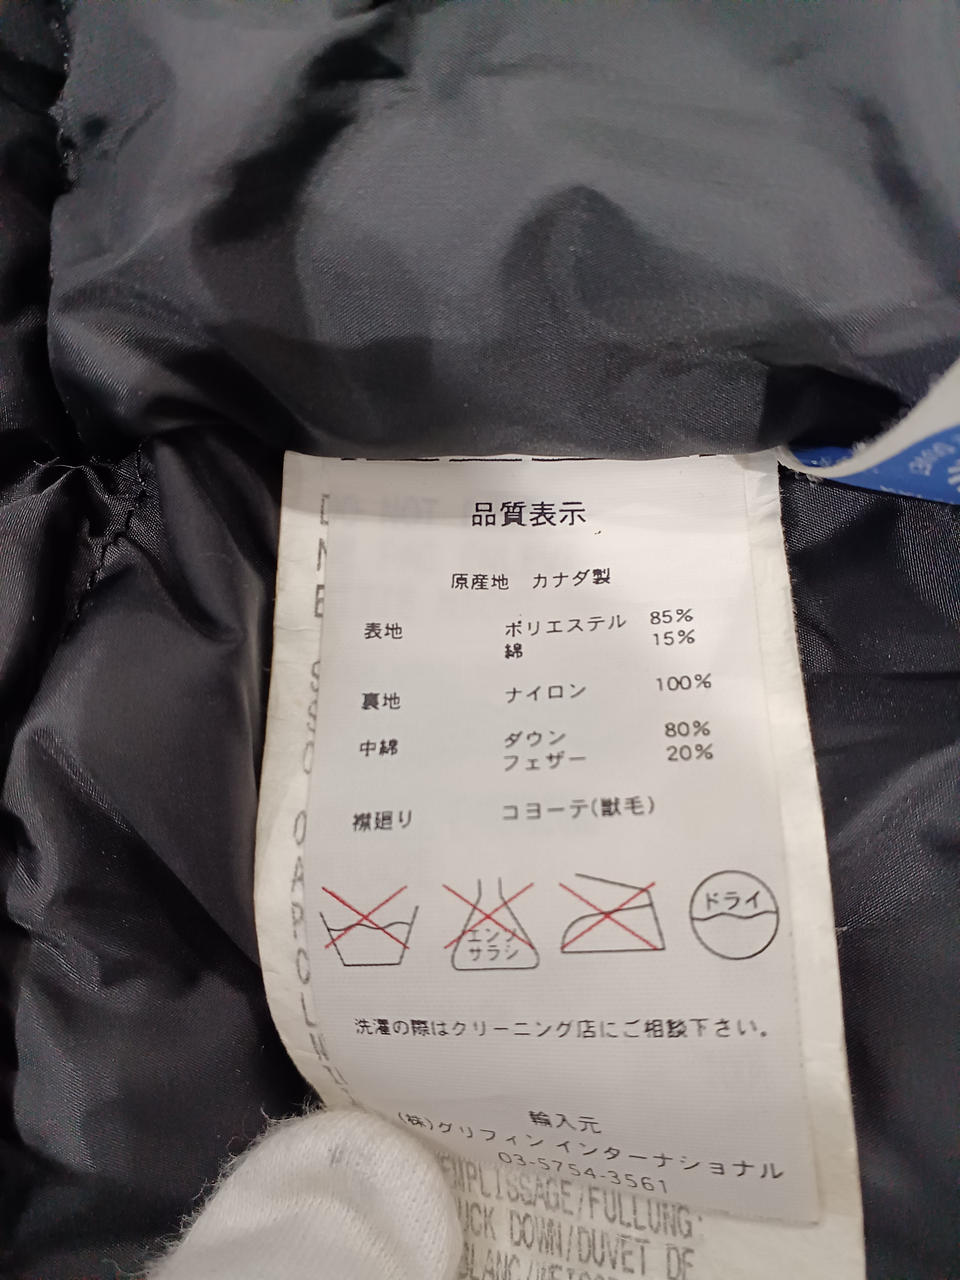 品質表示
原産地 カナダ製
表地 ポリエステル 85%
綿 15%
裏地 ナイロン 100%
中綿 ダウン 80%
フェザー 20%
襟廻り コヨーテ(獣毛)
エンソ
サラシ
ドライ
洗濯の際はクリーニング店にご相談下さい。
輸入元
(株)グリフィン インターナショナル
03-5754-3561
EMPLISSAGE/FULLUNG:
UCK DOWN/DUVET DE